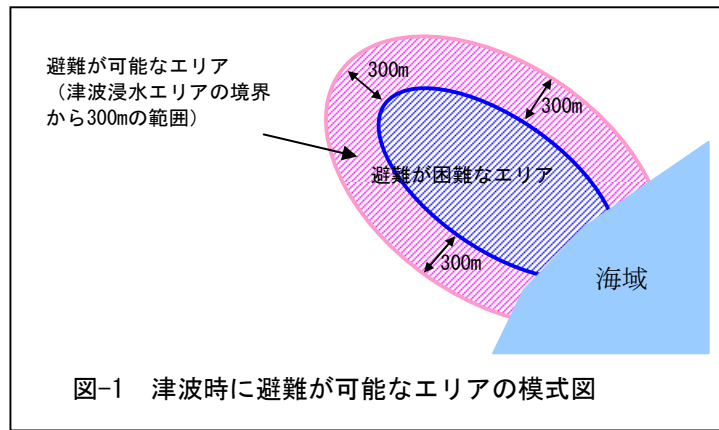 避難が可能なエリア
（津波浸水エリアの境界
から300mの範囲）
300m
300m
避難が困難なエリア
300m
海域
図-1　津波時に避難が可能なエリアの模式図